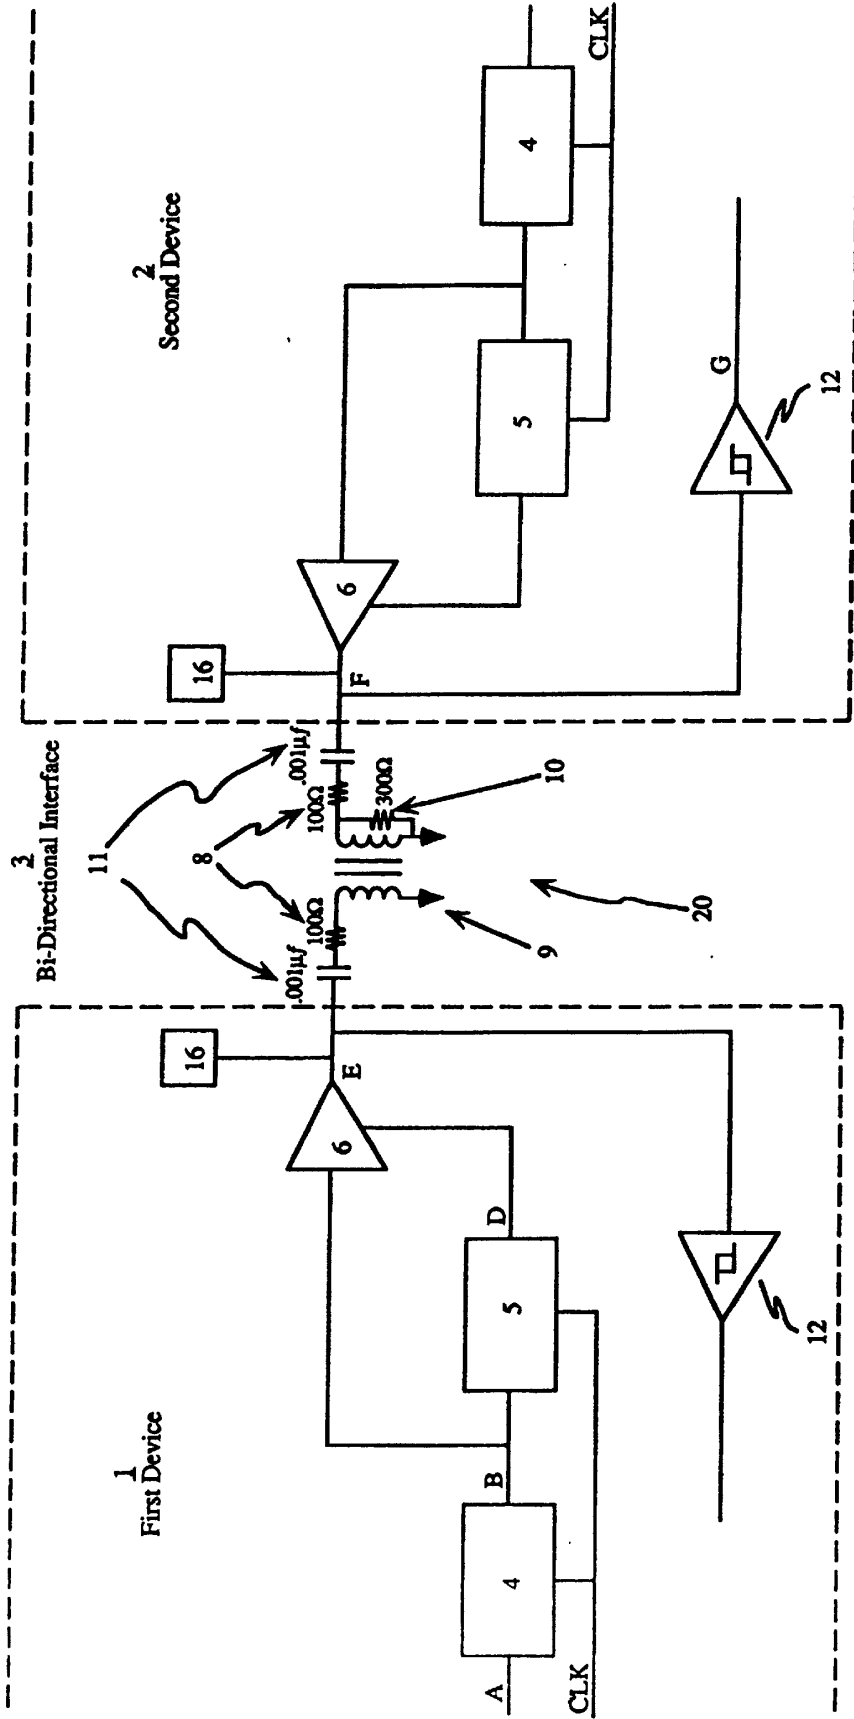 1
First Device
3
Bi-Directional Interface
2
Second Device
A
4
B
5
D
6
E
16
CLK
12
.001µf
100Ω
11
8
9
10
20
100Ω
300Ω
.001µf
F
16
6
5
4
CLK
G
12